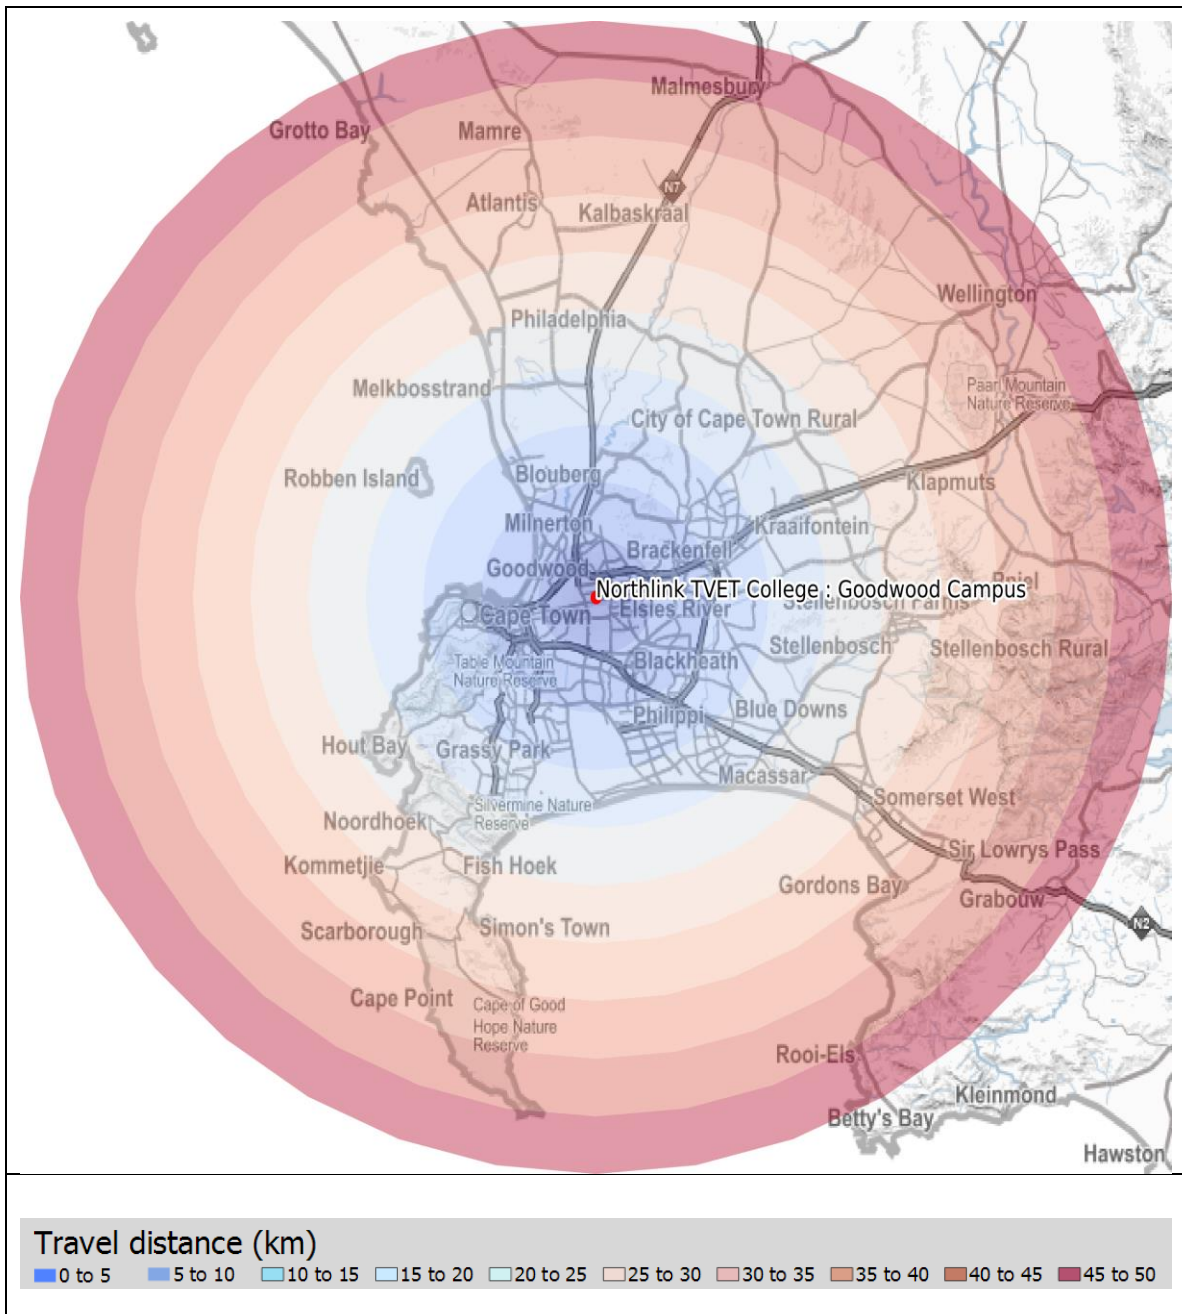 Malmesbury
Grotto Bay
Mamre
N7
Atlantis
Kalbaskraal
Wellington
Philadelphia
Melkbosstrand
Paarl Mountain
Nature Reserve
City of Cape Town Rural
Blouberg
Robben Island
Klapmuts
Milnerton
Kraaifontein
Brackenfell
Goodwood
Northlink TVET College : Goodwood Campus
Pniel
Elsies River
Stellenbosch Farms
Cape Town
Stellenbosch
Stellenbosch Rural
Table Mountain
Nature Reserve
Blackheath
Philippi
Blue Downs
Hout Bay
Grassy Park
Macassar
Somerset West
Silvermine Nature
Reserve
Noordhoek
Sir Lowrys Pass
Kommetjie
Fish Hoek
Gordons Bay
Grabouw
N2
Scarborough
Simon's Town
Cape Point
Cape of Good
Hope Nature
Reserve
Rooi-Els
Kleinmond
Betty's Bay
Hawston
Travel distance (km)
0 to 5 5 to 10 10 to 15 15 to 20 20 to 25 25 to 30 30 to 35 35 to 40 40 to 45 45 to 50